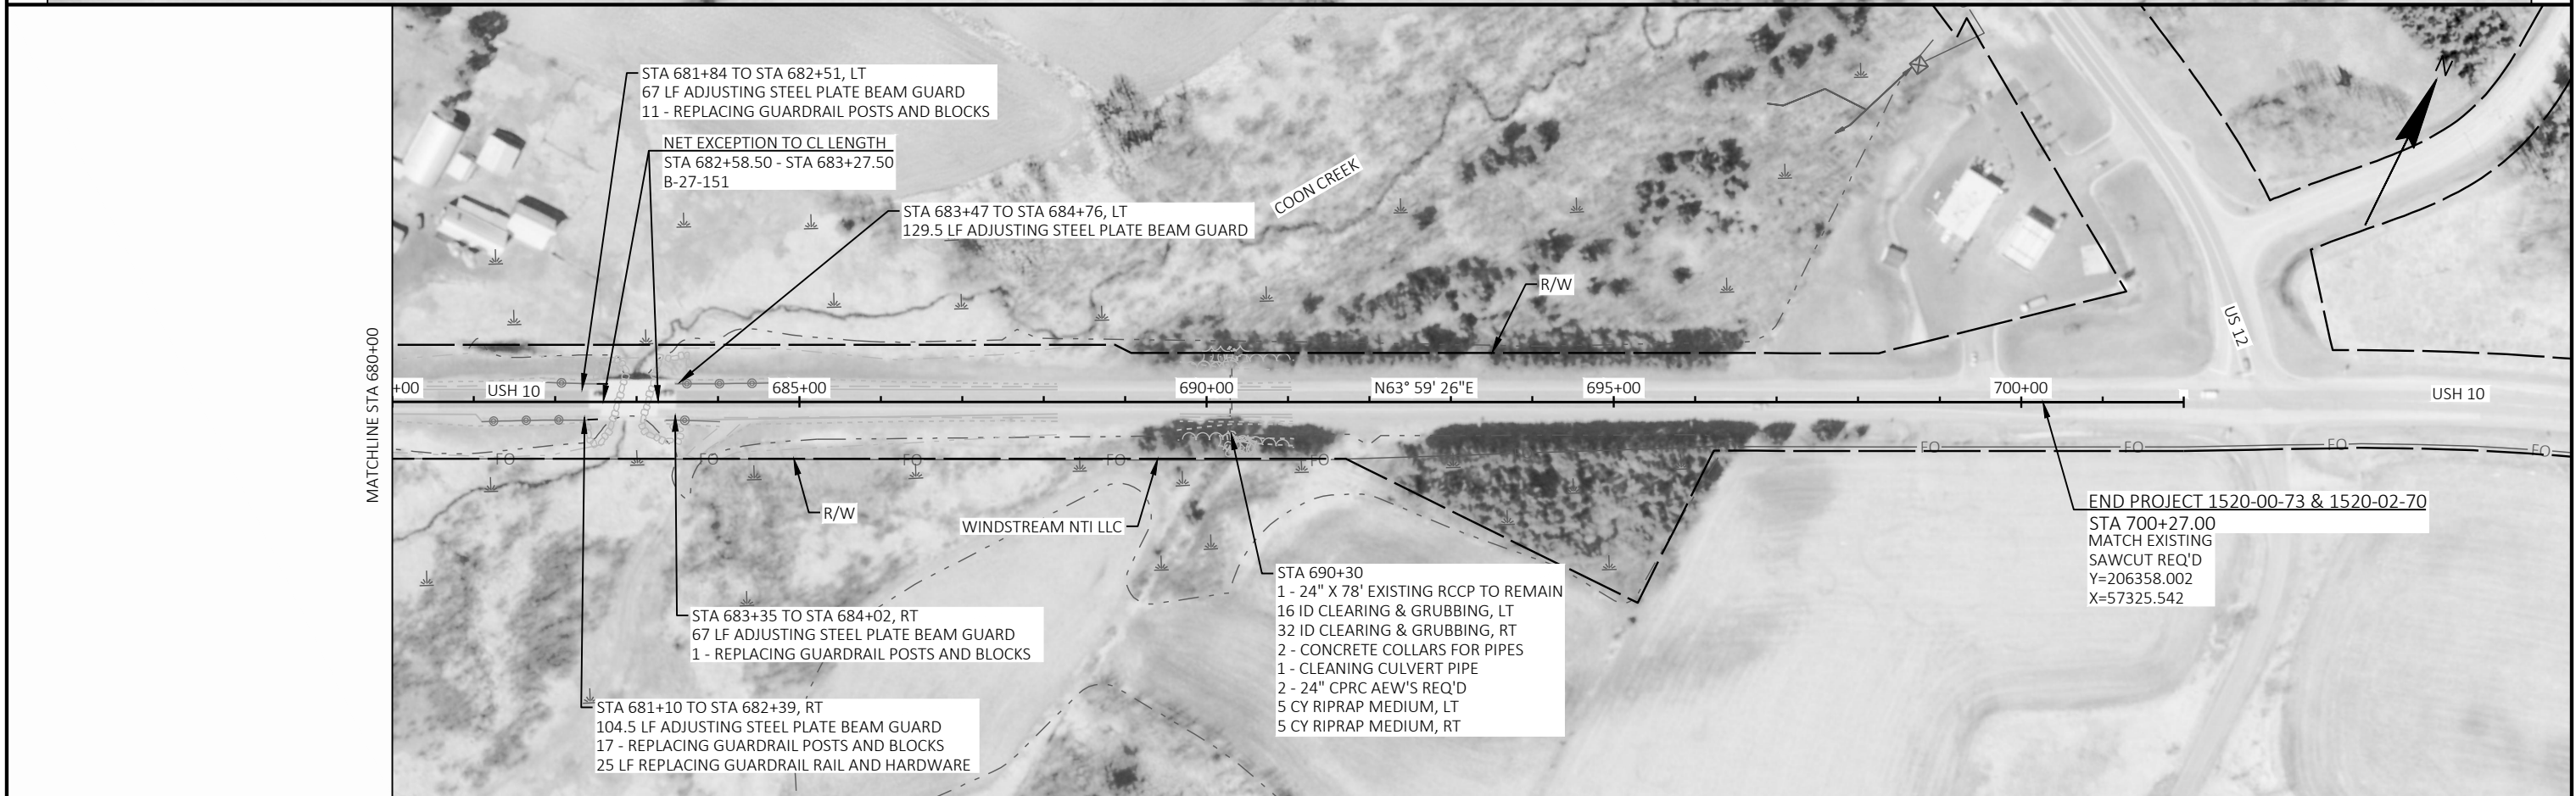 STA 681+84 TO STA 682+51, LT
67 LF ADJUSTING STEEL PLATE BEAM GUARD
11 - REPLACING GUARDRAIL POSTS AND BLOCKS
NET EXCEPTION TO CL LENGTH
STA 682+58.50 - STA 683+27.50
B-27-151
STA 683+47 TO STA 684+76, LT
129.5 LF ADJUSTING STEEL PLATE BEAM GUARD
COON CREEK
N
R/W
US 12
MATCHLINE STA 680+00
+00
USH 10
685+00
690+00
N63° 59' 26"E
695+00
700+00
USH 10
FO
FO
FO
FO
FO
FO
FO
FO
FO
R/W
WINDSTREAM NTI LLC
END PROJECT 1520-00-73 & 1520-02-70
STA 700+27.00
MATCH EXISTING
SAWCUT REQ'D
Y=206358.002
X=57325.542
STA 690+30
1 - 24" X 78' EXISTING RCCP TO REMAIN
16 ID CLEARING & GRUBBING, LT
32 ID CLEARING & GRUBBING, RT
2 - CONCRETE COLLARS FOR PIPES
1 - CLEANING CULVERT PIPE
2 - 24" CPRC AEW'S REQ'D
5 CY RIPRAP MEDIUM, LT
5 CY RIPRAP MEDIUM, RT
STA 683+35 TO STA 684+02, RT
67 LF ADJUSTING STEEL PLATE BEAM GUARD
1 - REPLACING GUARDRAIL POSTS AND BLOCKS
STA 681+10 TO STA 682+39, RT
104.5 LF ADJUSTING STEEL PLATE BEAM GUARD
17 - REPLACING GUARDRAIL POSTS AND BLOCKS
25 LF REPLACING GUARDRAIL RAIL AND HARDWARE